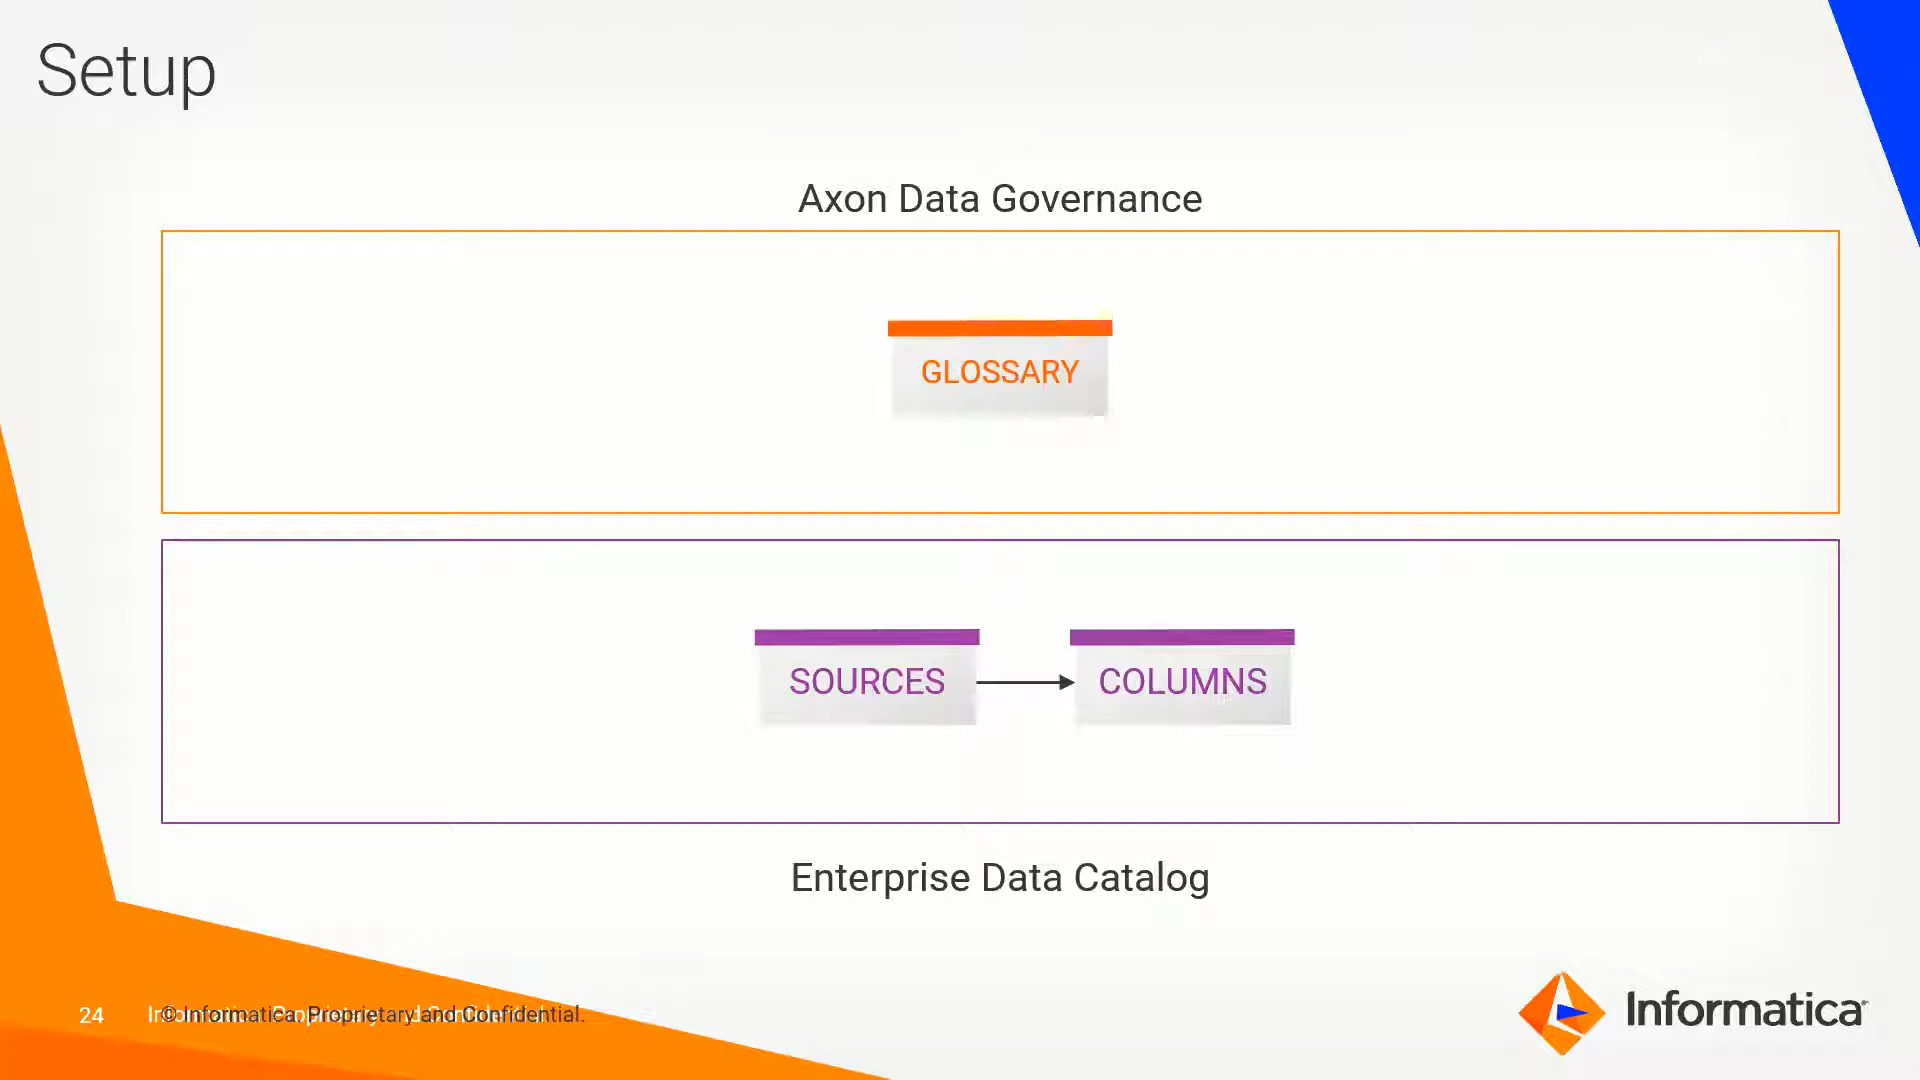 Setup
Axon Data Governance
GLOSSARY
SOURCES
COLUMNS
Enterprise Data Catalog
24
© Informatica. Proprietary and Confidential.
Informatica